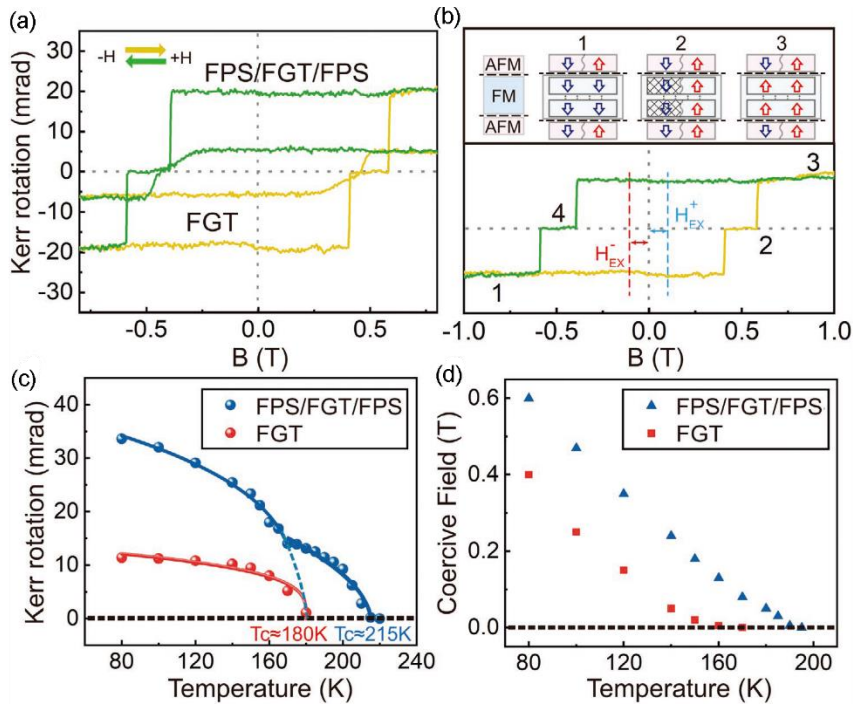 (a)
Kerr rotation (mrad)
30
20
10
0
-10
-20
-30
-H
+H
FPS/FGT/FPS
FGT
-0.5
0.0
0.5
B (T)
(b)
1
2
3
AFM
FM
AFM
3
4
H⁻EX
H⁺EX
2
1
-1.0
-0.5
0.0
0.5
1.0
B (T)
(c)
Kerr rotation (mrad)
40
30
20
10
0
FPS/FGT/FPS
FGT
Tc≈180K
Tc≈215K
80
120
160
200
240
Temperature (K)
(d)
Coercive Field (T)
0.6
0.4
0.2
0.0
FPS/FGT/FPS
FGT
80
120
160
200
Temperature (K)